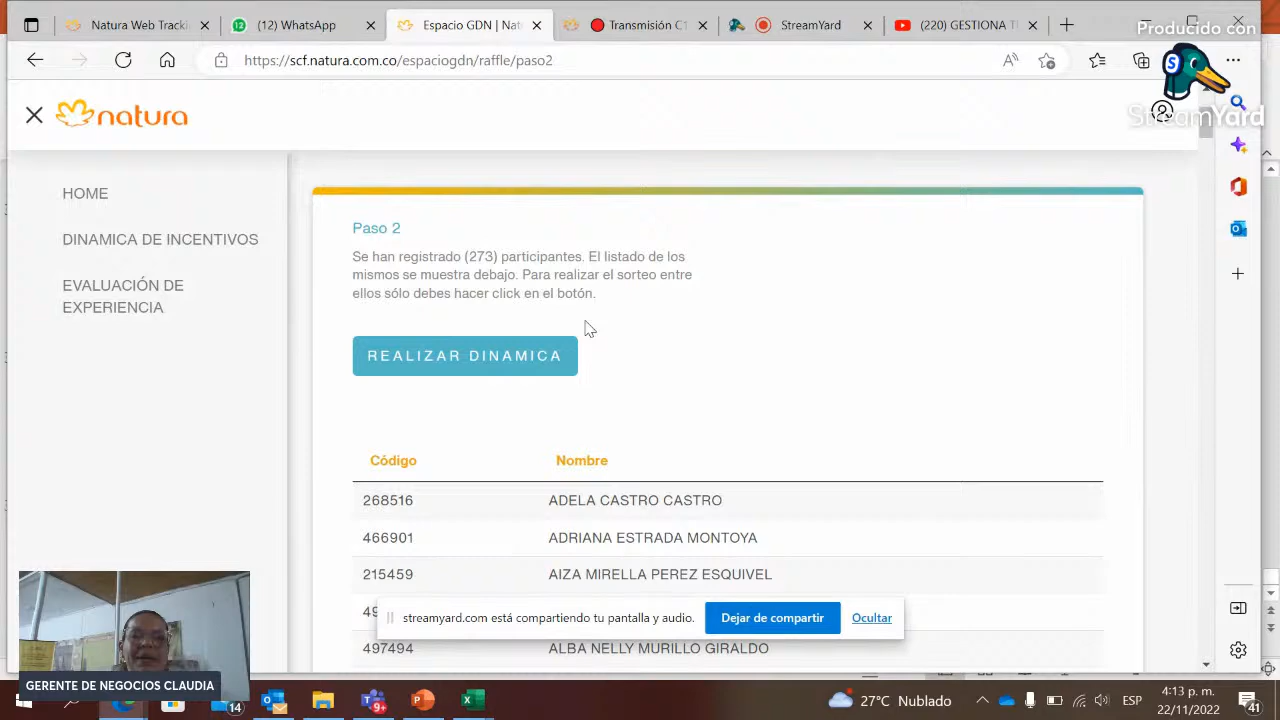 Natura Web Tracki
(12) WhatsApp
Espacio GDN | Nat
Transmisión C1
StreamYard
(220) GESTIONA T
Producido con
https://scf.natura.com.co/espaciogdn/raffle/paso2
S
natura
StreamYard
HOME
DINAMICA DE INCENTIVOS
EVALUACIÓN DE
EXPERIENCIA
Paso 2
Se han registrado (273) participantes. El listado de los
mismos se muestra debajo. Para realizar el sorteo entre
ellos sólo debes hacer click en el botón.
REALIZAR DINAMICA
Código Nombre
268516 ADELA CASTRO CASTRO
466901 ADRIANA ESTRADA MONTOYA
215459 AIZA MIRELLA PEREZ ESQUIVEL
streamyard.com está compartiendo tu pantalla y audio. Dejar de compartir Ocultar
497494 ALBA NELLY MURILLO GIRALDO
GERENTE DE NEGOCIOS CLAUDIA
14
9+
27°C Nublado
ESP
4:13 p. m.
22/11/2022
41